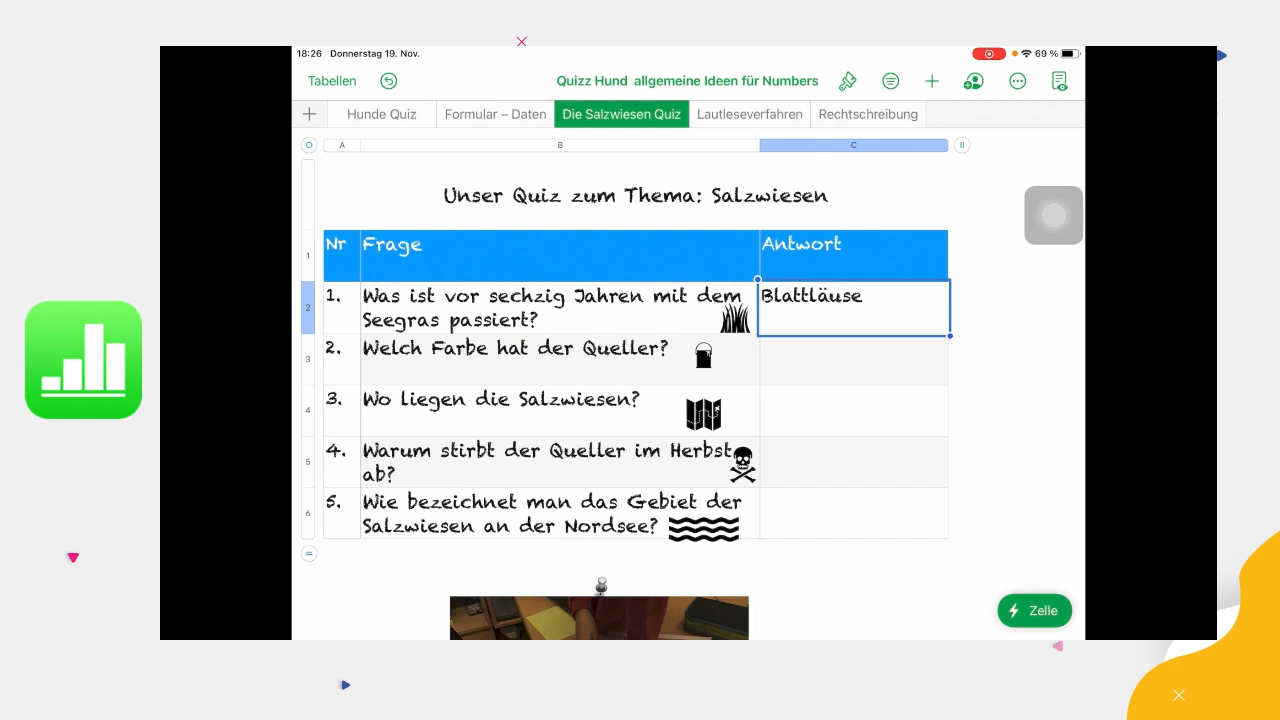 18:26 Donnerstag 19. Nov.
69 %
Tabellen
Quizz Hund allgemeine Ideen für Numbers
Hunde Quiz
Formular – Daten
Die Salzwiesen Quiz
Lautleseverfahren
Rechtschreibung
A B C
Unser Quiz zum Thema: Salzwiesen
1
Nr Frage Antwort
2
1. Was ist vor sechzig Jahren mit dem
Seegras passiert?
Blattläuse
3
2. Welch Farbe hat der Queller?
4
3. Wo liegen die Salzwiesen?
5
4. Warum stirbt der Queller im Herbst
ab?
6
5. Wie bezeichnet man das Gebiet der
Salzwiesen an der Nordsee?
Zelle